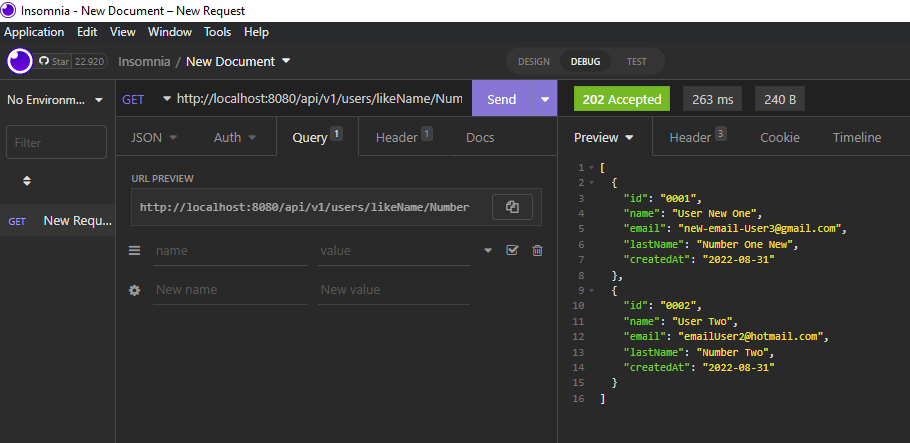 Insomnia - New Document – New Request
Application Edit View Window Tools Help
Star 22.920 Insomnia / New Document DESIGN DEBUG TEST
No Environm... GET http://localhost:8080/api/v1/users/likeName/Num Send 202 Accepted 263 ms 240 B
Filter JSON Auth Query 1 Header 1 Docs Preview Header 3 Cookie Timeline
URL PREVIEW
http://localhost:8080/api/v1/users/likeName/Number
GET New Requ...
name value
New name New value
1 [
2 {
3 "id": "0001",
4 "name": "User New One",
5 "email": "neW-email-User3@gmail.com",
6 "lastName": "Number One New",
7 "createdAt": "2022-08-31"
8 },
9 {
10 "id": "0002",
11 "name": "User Two",
12 "email": "emailUser2@hotmail.com",
13 "lastName": "Number Two",
14 "createdAt": "2022-08-31"
15 }
16 ]